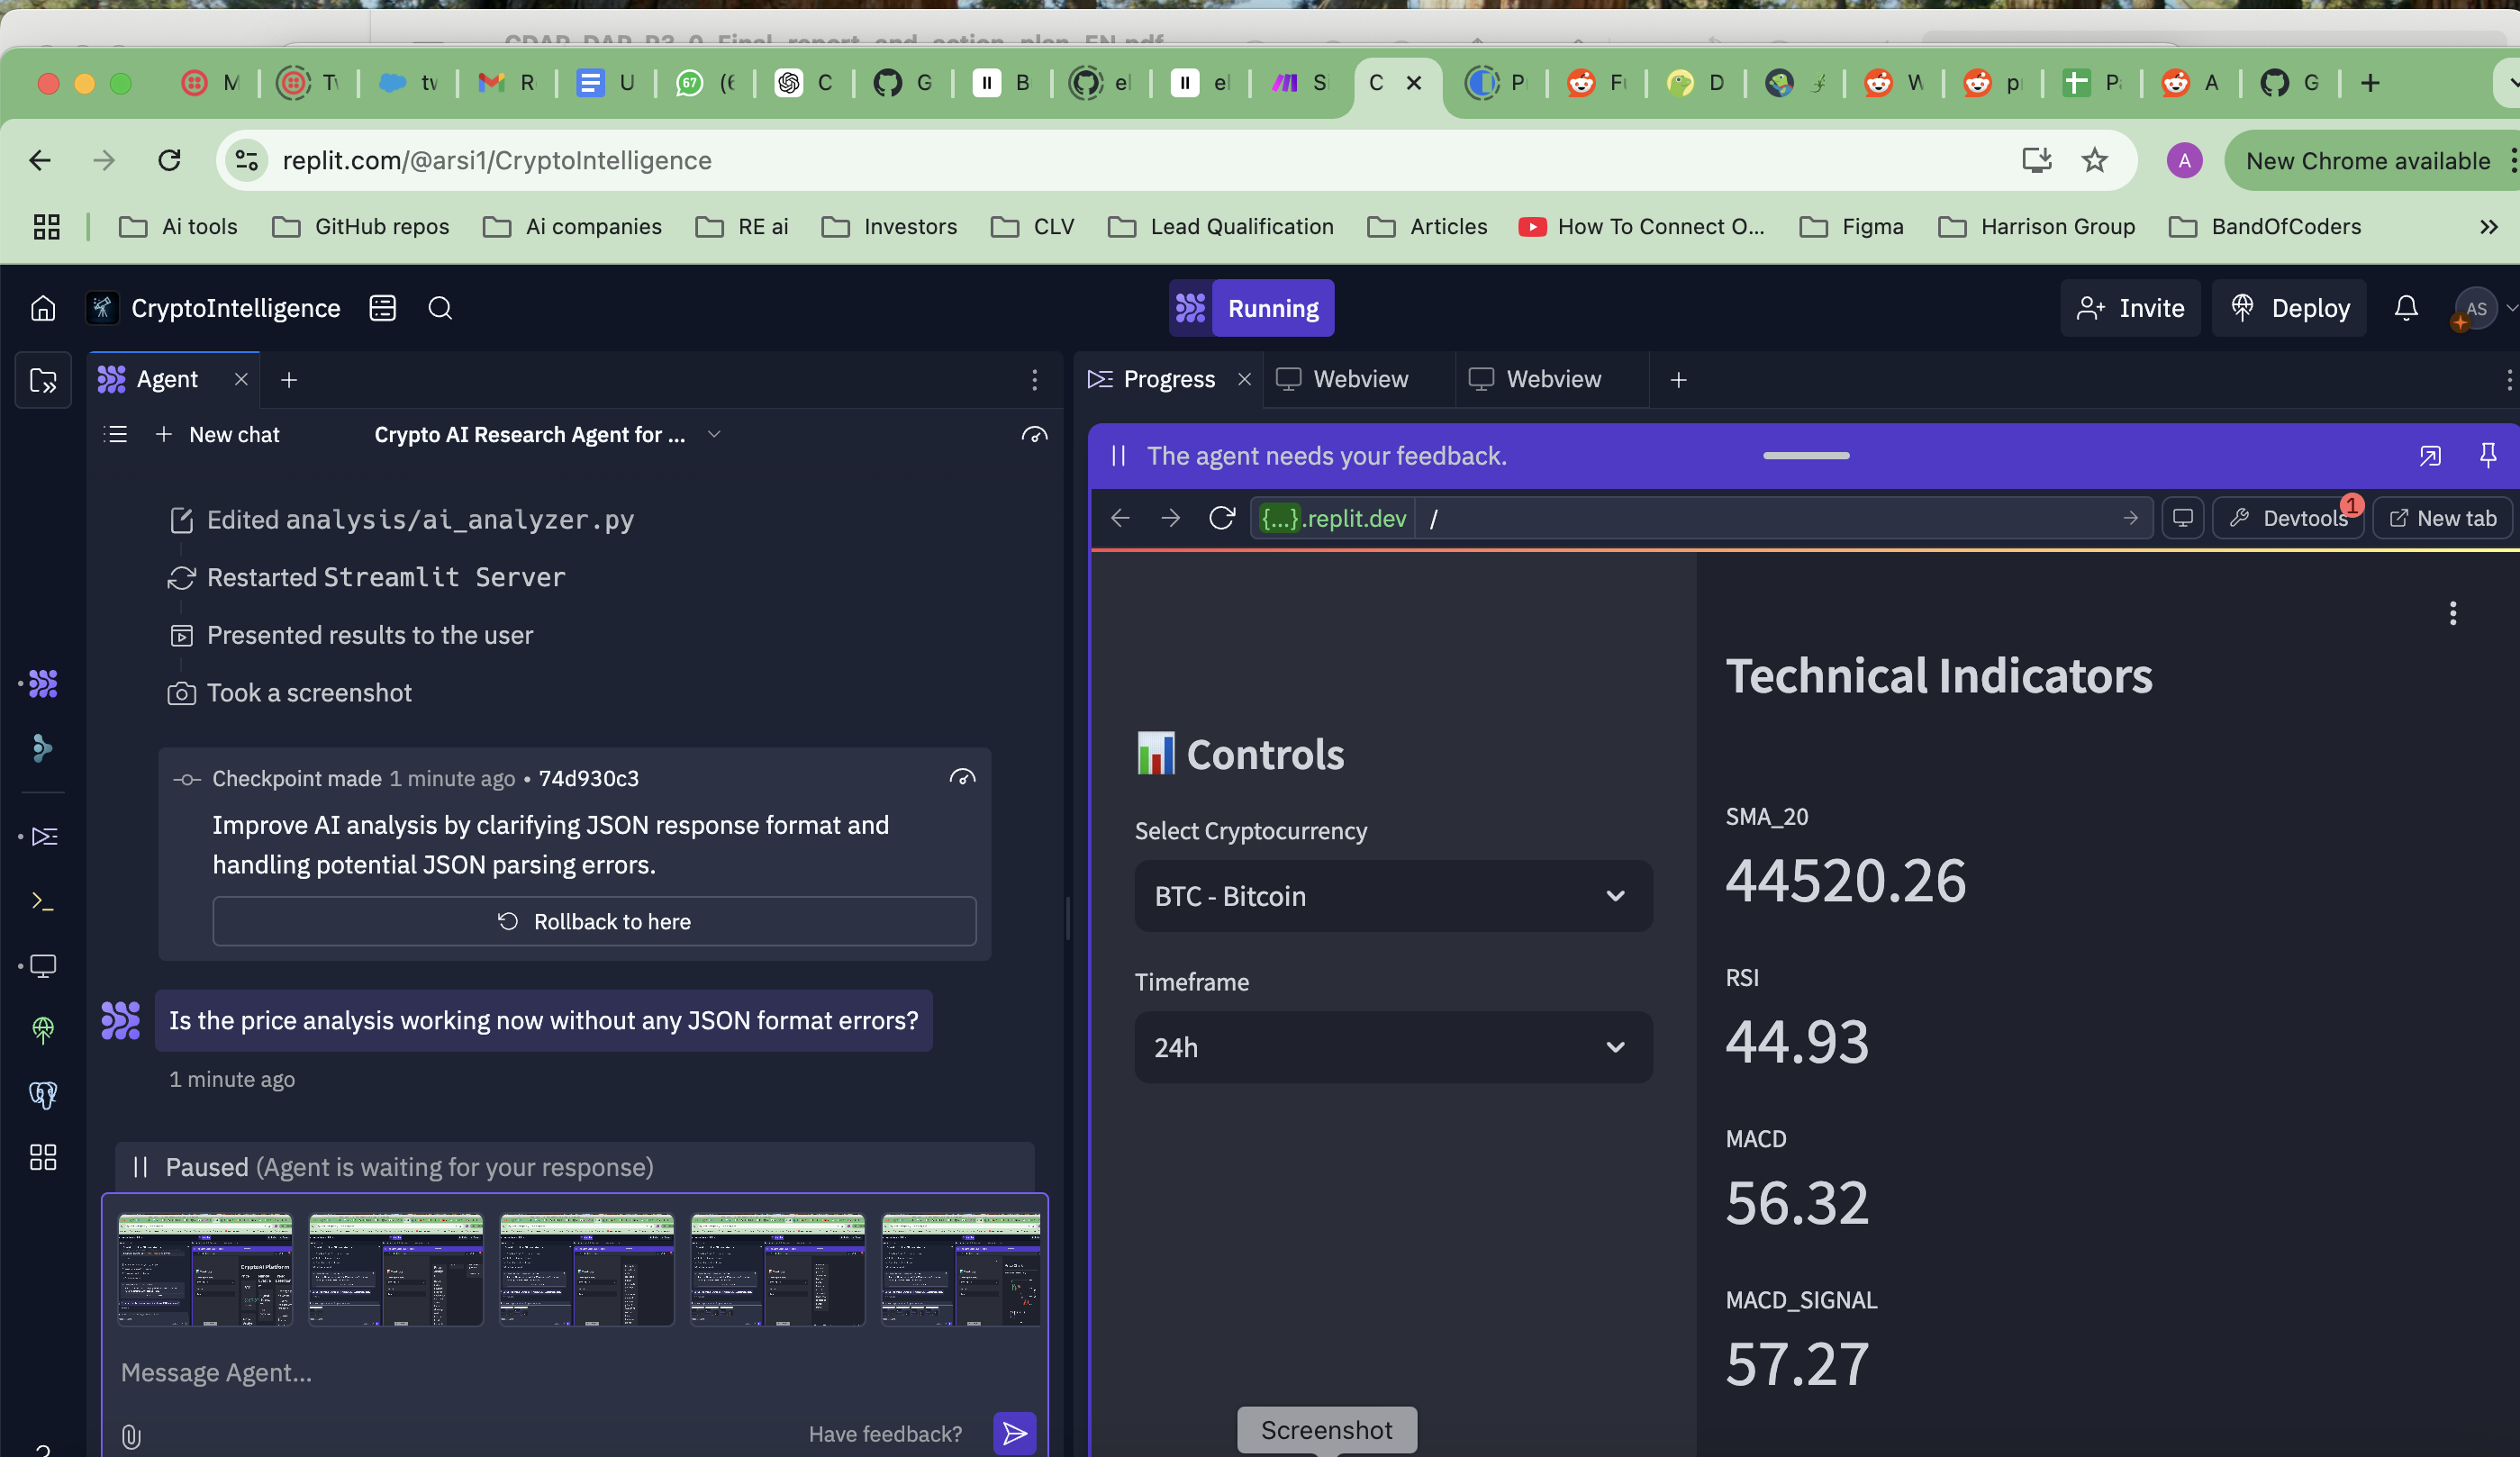 M
Tw
tw
R
U
67
C
G
B
el
el
S
C
P
Fu
D
W
P
A
G
replit.com/@arsi1/CryptoIntelligence
A
New Chrome available
Ai tools
GitHub repos
Ai companies
RE ai
Investors
CLV
Lead Qualification
Articles
How To Connect O...
Figma
Harrison Group
BandOfCoders
CryptoIntelligence
Running
Invite
Deploy
AS
Agent
Progress
Webview
Webview
New chat
Crypto AI Research Agent for ...
Edited analysis/ai_analyzer.py
Restarted Streamlit Server
Presented results to the user
Took a screenshot
Checkpoint made 1 minute ago • 74d930c3
Improve AI analysis by clarifying JSON response format and
handling potential JSON parsing errors.
Rollback to here
Is the price analysis working now without any JSON format errors?
1 minute ago
Paused (Agent is waiting for your response)
Message Agent...
Have feedback?
The agent needs your feedback.
{...}.replit.dev
/
Devtools
1
New tab
Controls
Select Cryptocurrency
BTC - Bitcoin
Timeframe
24h
Technical Indicators
SMA_20
44520.26
RSI
44.93
MACD
56.32
MACD_SIGNAL
57.27
Screenshot